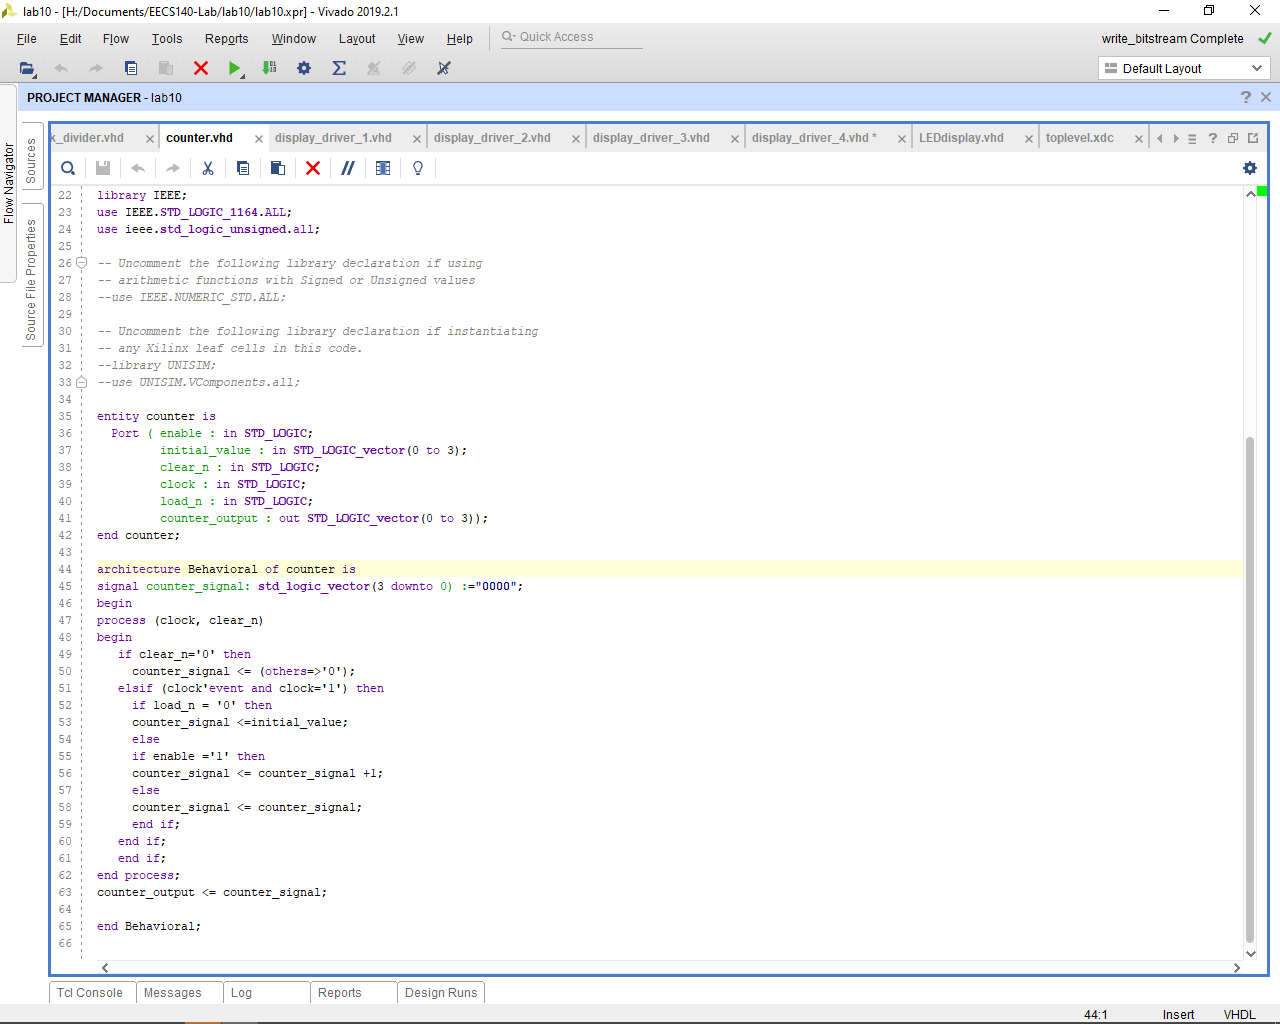 lab10 - [H:/Documents/EECS140-Lab/lab10/lab10.xpr] - Vivado 2019.2.1
File Edit Flow Tools Reports Window Layout View Help Quick Access
write_bitstream Complete
Default Layout
PROJECT MANAGER - lab10
Flow Navigator
Sources
Source File Properties
k_divider.vhd counter.vhd display_driver_1.vhd display_driver_2.vhd display_driver_3.vhd display_driver_4.vhd * LEDdisplay.vhd toplevel.xdc
22 library IEEE;
23 use IEEE.STD_LOGIC_1164.ALL;
24 use ieee.std_logic_unsigned.all;
25
26 -- Uncomment the following library declaration if using
27 -- arithmetic functions with Signed or Unsigned values
28 --use IEEE.NUMERIC_STD.ALL;
29
30 -- Uncomment the following library declaration if instantiating
31 -- any Xilinx leaf cells in this code.
32 --library UNISIM;
33 --use UNISIM.VComponents.all;
34
35 entity counter is
36 Port ( enable : in STD_LOGIC;
37 initial_value : in STD_LOGIC_vector(0 to 3);
38 clear_n : in STD_LOGIC;
39 clock : in STD_LOGIC;
40 load_n : in STD_LOGIC;
41 counter_output : out STD_LOGIC_vector(0 to 3));
42 end counter;
43
44 architecture Behavioral of counter is
45 signal counter_signal: std_logic_vector(3 downto 0) :="0000";
46 begin
47 process (clock, clear_n)
48 begin
49 if clear_n='0' then
50 counter_signal <= (others=>'0');
51 elsif (clock'event and clock='1') then
52 if load_n = '0' then
53 counter_signal <=initial_value;
54 else
55 if enable ='1' then
56 counter_signal <= counter_signal +1;
57 else
58 counter_signal <= counter_signal;
59 end if;
60 end if;
61 end if;
62 end process;
63 counter_output <= counter_signal;
64
65 end Behavioral;
66
Tcl Console Messages Log Reports Design Runs
44:1 Insert VHDL